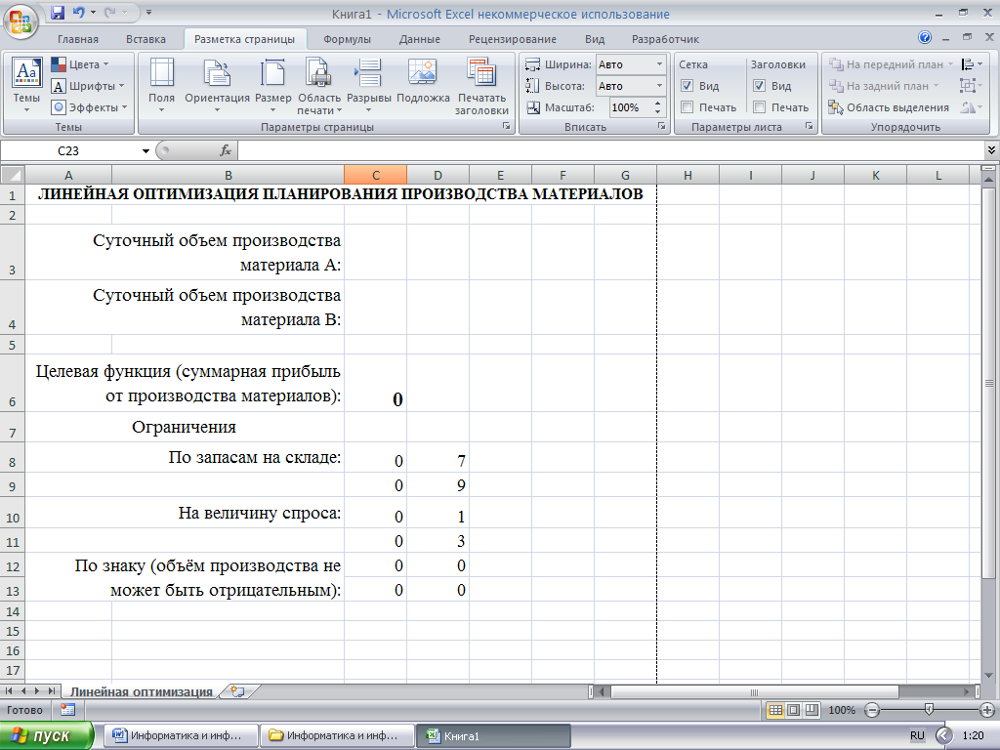 Книга1 - Microsoft Excel некоммерческое использование
Главная Вставка Разметка страницы Формулы Данные Рецензирование Вид Разработчик
Aa Цвета Ширина: Авто Сетка Заголовки На передний план
A Шрифты Высота: Авто Вид Вид На задний план
Темы Поля Ориентация Размер Область печати Разрывы Подложка Печатать заголовки
Эффекты Масштаб: 100% Печать Печать Область выделения
Темы Параметры страницы Вписать Параметры листа Упорядочить
C23 fx
A B C D E F G H I J K L
1 ЛИНЕЙНАЯ ОПТИМИЗАЦИЯ ПЛАНИРОВАНИЯ ПРОИЗВОДСТВА МАТЕРИАЛОВ
2
Суточный объем производства
3 материала А:
Суточный объем производства
4 материала В:
5
Целевая функция (суммарная прибыль
6 от производства материалов): 0
7 Ограничения
8 По запасам на складе: 0 7
9 0 9
10 На величину спроса: 0 1
11 0 3
12 По знаку (объём производства не 0 0
13 может быть отрицательным): 0 0
14
15
16
17
Линейная оптимизация
Готово 100%
пуск Информатика и инф... Информатика и инф... Книга1 RU 1:20